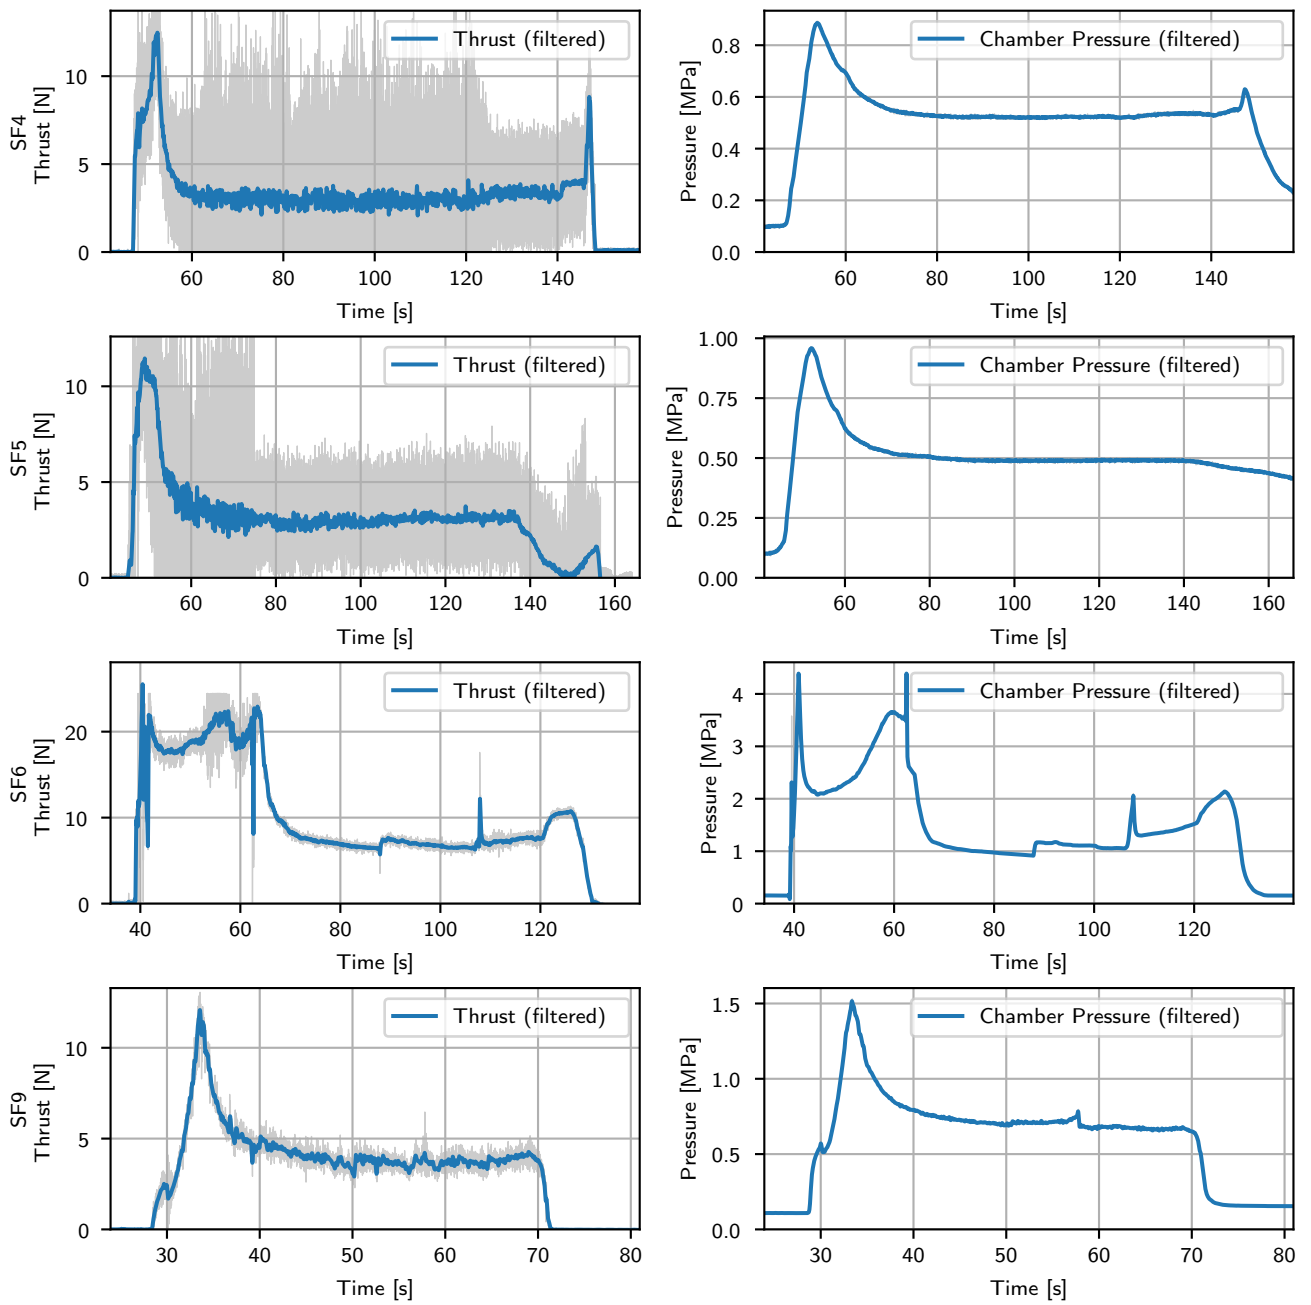 SF4
Thrust [N]
10
5
0
60 80 100 120 140
Time [s]
Thrust (filtered)
Pressure [MPa]
0.8
0.6
0.4
0.2
0.0
60 80 100 120 140
Time [s]
Chamber Pressure (filtered)
SF5
Thrust [N]
10
5
0
60 80 100 120 140 160
Time [s]
Thrust (filtered)
Pressure [MPa]
1.00
0.75
0.50
0.25
0.00
60 80 100 120 140 160
Time [s]
Chamber Pressure (filtered)
SF6
Thrust [N]
20
10
0
40 60 80 100 120
Time [s]
Thrust (filtered)
Pressure [MPa]
4
3
2
1
0
40 60 80 100 120
Time [s]
Chamber Pressure (filtered)
SF9
Thrust [N]
10
5
0
30 40 50 60 70 80
Time [s]
Thrust (filtered)
Pressure [MPa]
1.5
1.0
0.5
0.0
30 40 50 60 70 80
Time [s]
Chamber Pressure (filtered)